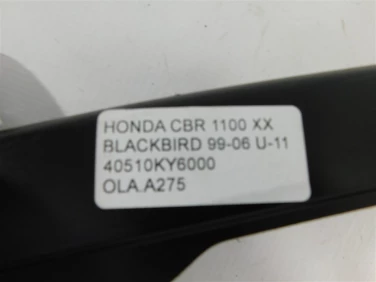 HONDA CBR 1100 XX
BLACKBIRD 99-06 U-11
40510KY6000
OLA.A275